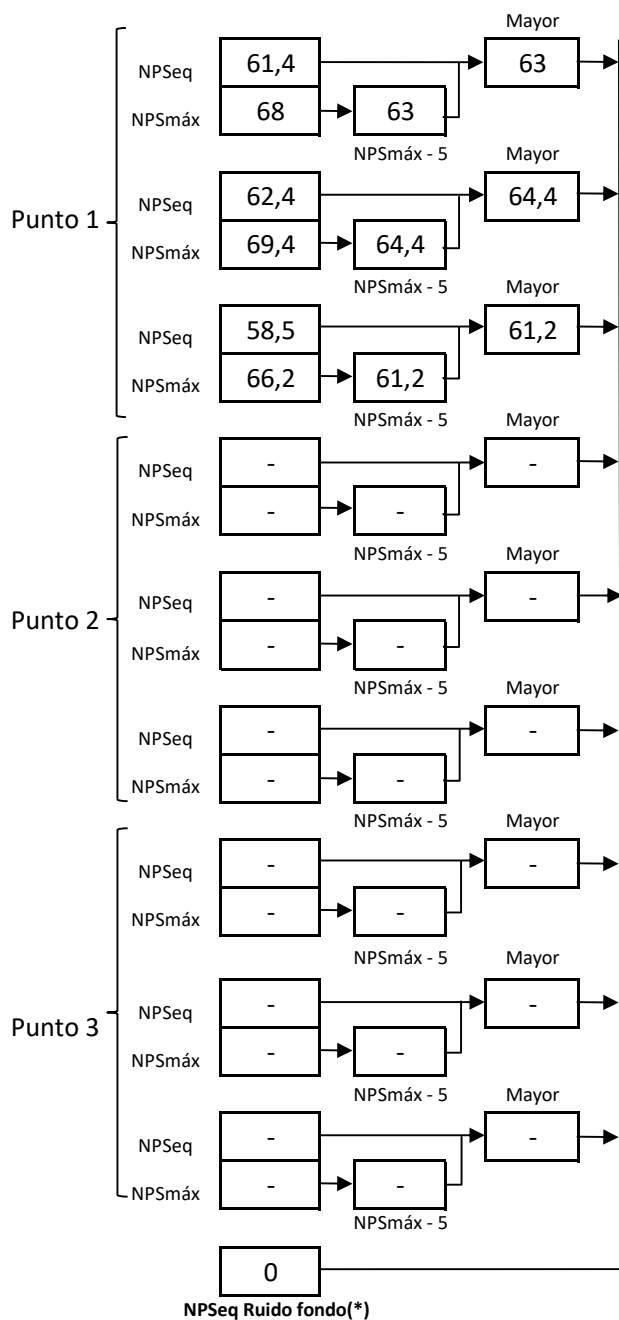 Mayor
NPSeq 61,4 63
NPSmáx 68 63
NPSmáx - 5 Mayor
Punto 1 NPSeq 62,4 64,4
NPSmáx 69,4 64,4
NPSmáx - 5 Mayor
NPSeq 58,5 61,2
NPSmáx 66,2 61,2
NPSmáx - 5 Mayor
NPSeq - -
NPSmáx - -
NPSmáx - 5 Mayor
Punto 2 NPSeq - -
NPSmáx - -
NPSmáx - 5 Mayor
NPSeq - -
NPSmáx - -
NPSmáx - 5 Mayor
NPSeq - -
NPSmáx - -
NPSmáx - 5 Mayor
Punto 3 NPSeq - -
NPSmáx - -
NPSmáx - 5 Mayor
NPSeq - -
NPSmáx - -
NPSmáx - 5
0
NPSeq Ruido fondo(*)